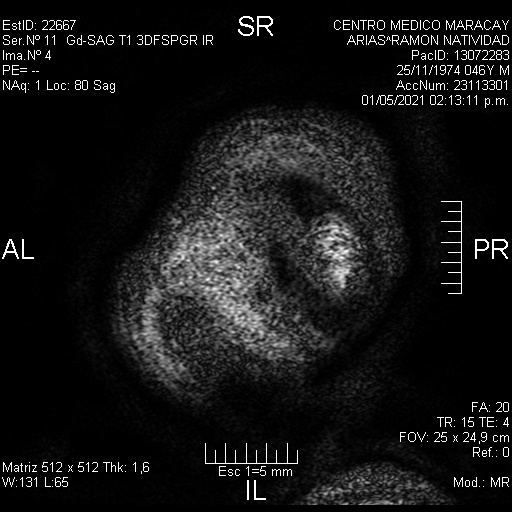 EstID: 22667
Ser.Nº 11 Gd-SAG T1 3DFSPGR IR
Ima.Nº 4
PE= --
NAq: 1 Loc: 80 Sag
SR
CENTRO MEDICO MARACAY
ARIAS^RAMON NATIVIDAD
PacID: 13072283
25/11/1974 046Y M
AccNum: 23113301
01/05/2021 02:13:11 p.m.
AL
PR
FA: 20
TR: 15 TE: 4
FOV: 25 x 24,9 cm
Ref.: 0
Matriz 512 x 512 Thk: 1,6
W:131 L:65
Esc 1=5 mm
IL
Mod.: MR